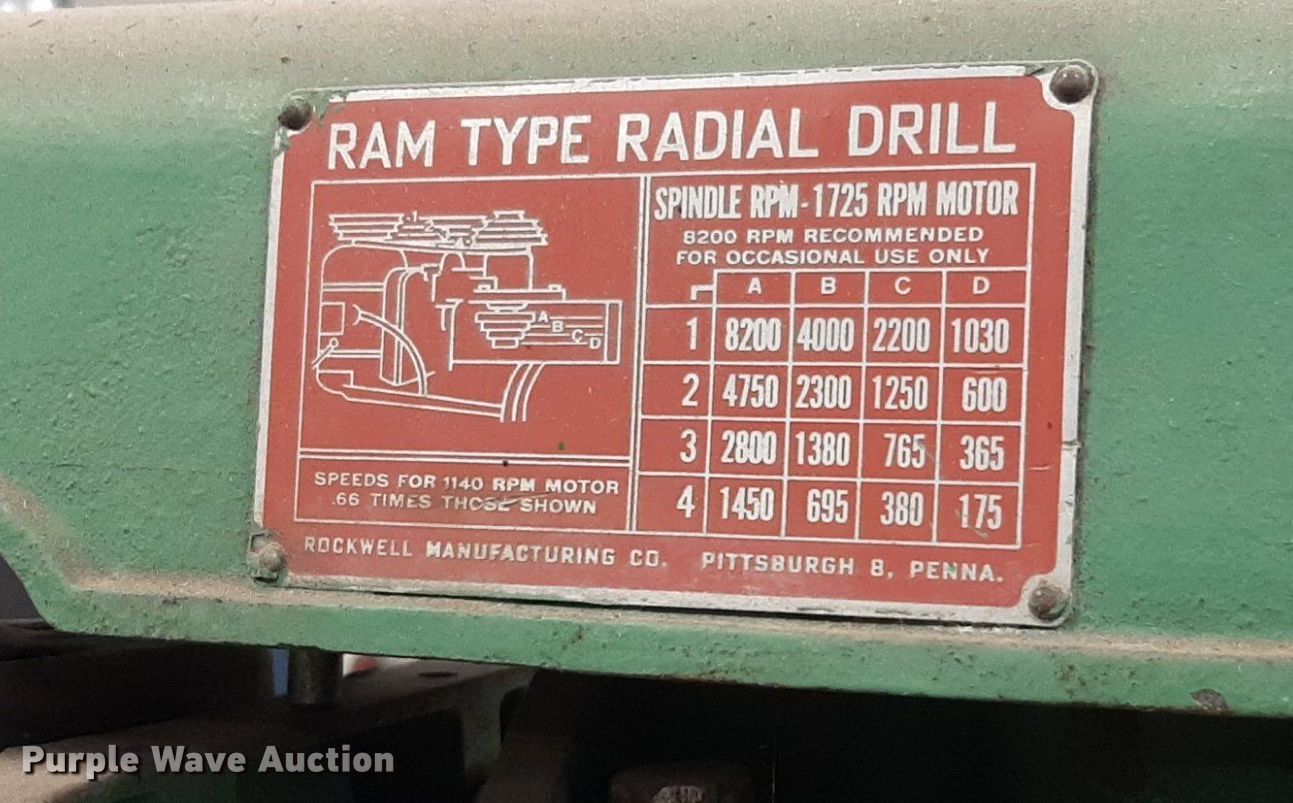 RAM TYPE RADIAL DRILL
1 2
A
B
C
D
SPINDLE RPM-1725 RPM MOTOR
8200 RPM RECOMMENDED
FOR OCCASIONAL USE ONLY
A B C D
1 8200 4000 2200 1030
2 4750 2300 1250 600
3 2800 1380 765 365
4 1450 695 380 175
SPEEDS FOR 1140 RPM MOTOR
.66 TIMES THOSE SHOWN
ROCKWELL MANUFACTURING CO. PITTSBURGH 8, PENNA.
Purple Wave Auction